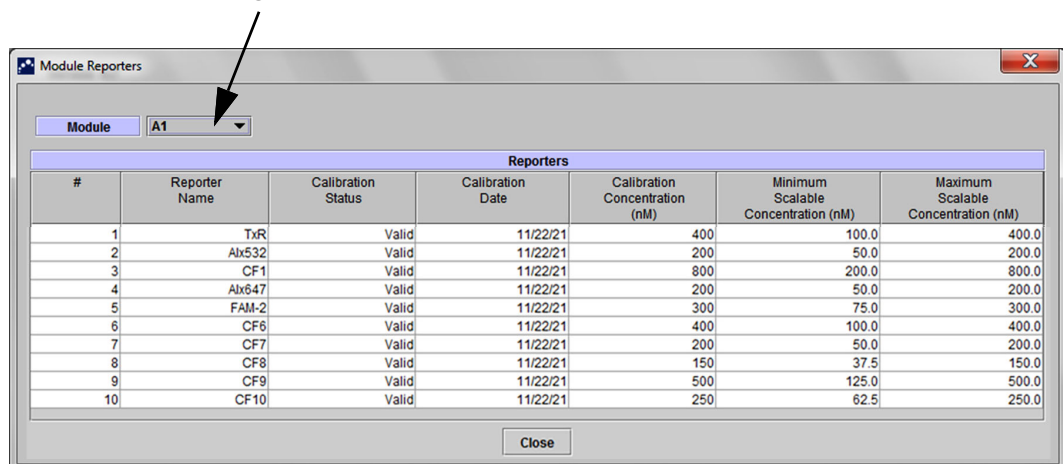 Module Reporters
X
Module A1
Reporters
# Reporter Name Calibration Status Calibration Date Calibration Concentration (nM) Minimum Scalable Concentration (nM) Maximum Scalable Concentration (nM)
1 TxR Valid 11/22/21 400 100.0 400.0
2 Alx532 Valid 11/22/21 200 50.0 200.0
3 CF1 Valid 11/22/21 800 200.0 800.0
4 Alx647 Valid 11/22/21 200 50.0 200.0
5 FAM-2 Valid 11/22/21 300 75.0 300.0
6 CF6 Valid 11/22/21 400 100.0 400.0
7 CF7 Valid 11/22/21 200 50.0 200.0
8 CF8 Valid 11/22/21 150 37.5 150.0
9 CF9 Valid 11/22/21 500 125.0 500.0
10 CF10 Valid 11/22/21 250 62.5 250.0
Close